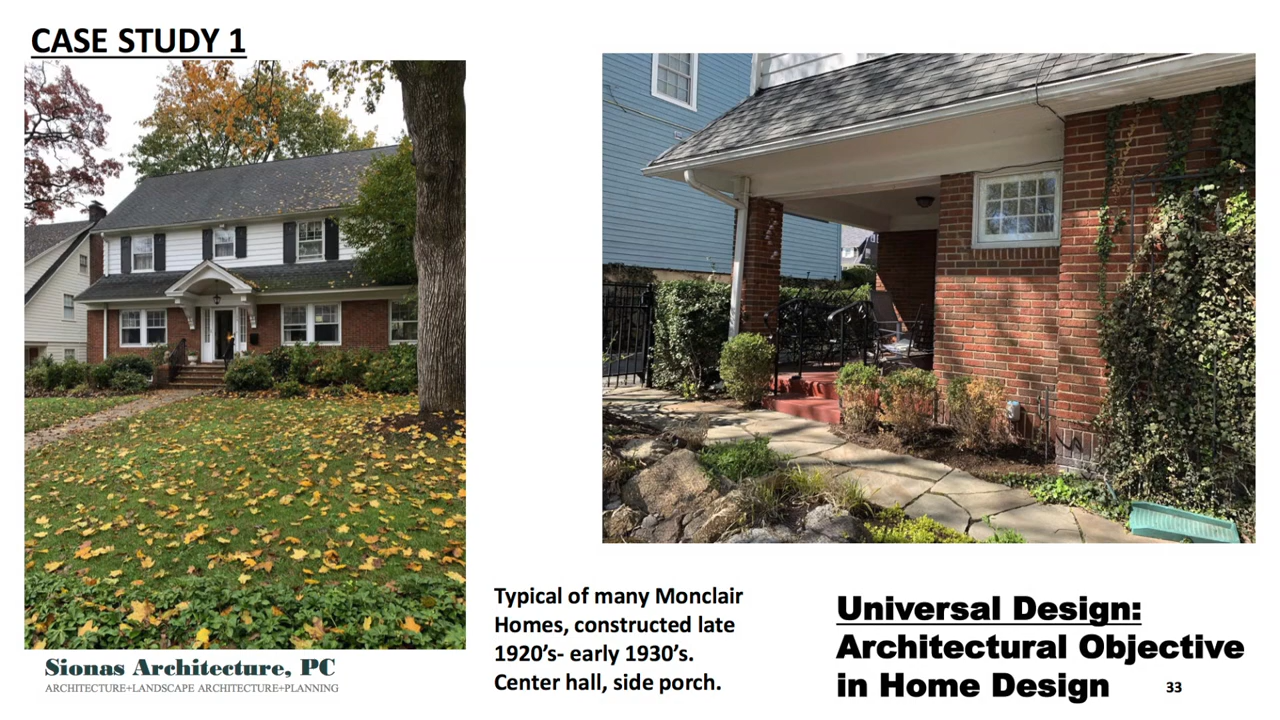 CASE STUDY 1
Typical of many Monclair
Homes, constructed late
1920’s- early 1930’s.
Center hall, side porch.
Sionas Architecture, PC
ARCHITECTURE+LANDSCAPE ARCHITECTURE+PLANNING
Universal Design:
Architectural Objective
in Home Design
33